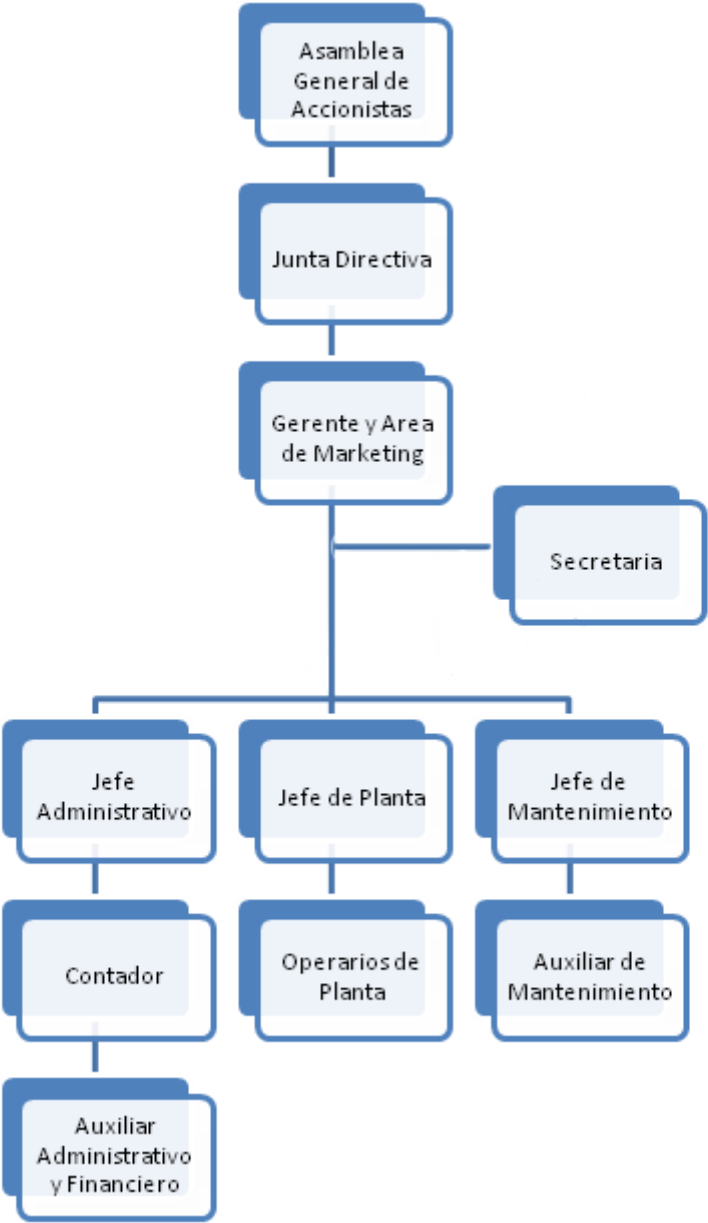 Asamblea
General de
Accionistas
Junta Directiva
Gerente y Area
de Marketing
Secretaria
Jefe
Administrativo
Jefe de Planta
Jefe de
Mantenimiento
Contador
Operarios de
Planta
Auxiliar de
Mantenimiento
Auxiliar
Administrativo
y Financiero